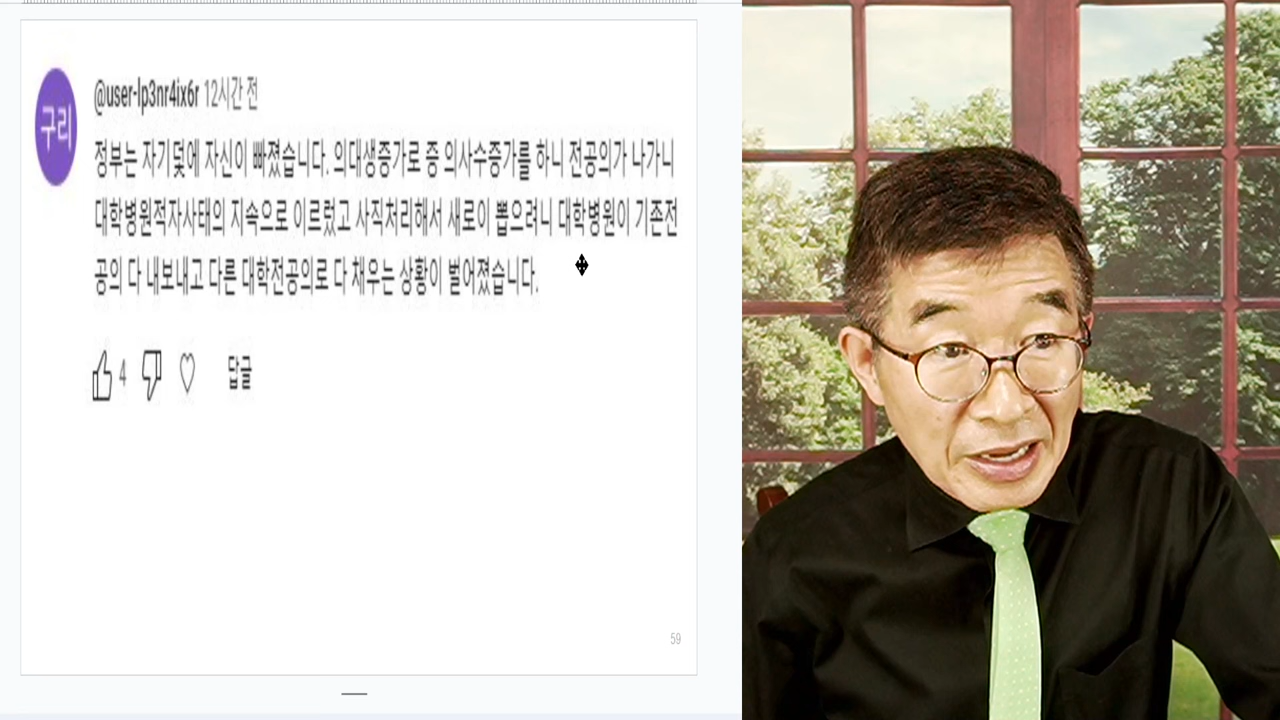 구리
@user-lp3nr4ix6r 12시간 전
정부는 자기덫에 자신이 빠졌습니다. 의대생증가로 증 의사수증가를 하니 전공의가 나가니
대학병원적자사태의 지속으로 이르렀고 사직처리해서 새로이 뽑으려니 대학병원이 기존전
공의 다 내보내고 다른 대학전공의로 다 채우는 상황이 벌어졌습니다.
4 답글
59